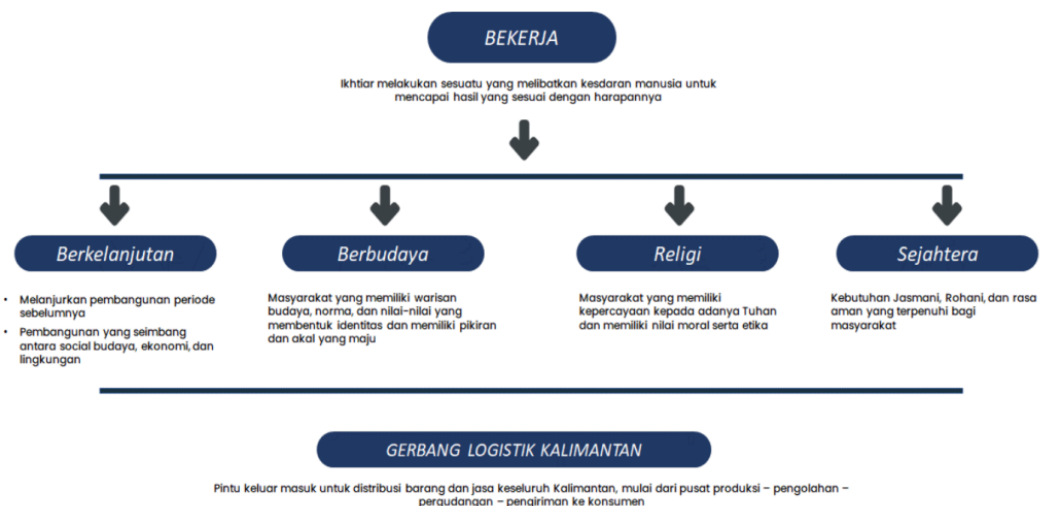 BEKERJA
Ikhtiar melakukan sesuatu yang melibatkan kesdaran manusia untuk
mencapai hasil yang sesuai dengan harapannya
Berkelanjutan
• Melanjurkan pembangunan periode
sebelumnya
• Pembangunan yang seimbang
antara social budaya, ekonomi, dan
lingkungan
Berbudaya
Masyarakat yang memiliki warisan
budaya, norma, dan nilai-nilai yang
membentuk identitas dan memiliki pikiran
dan akal yang maju
Religi
Masyarakat yang memiliki
kepercayaan kepada adanya Tuhan
dan memiliki nilai moral serta etika
Sejahtera
Kebutuhan Jasmani, Rohani, dan rasa
aman yang terpenuhi bagi
masyarakat
GERBANG LOGISTIK KALIMANTAN
Pintu keluar masuk untuk distribusi barang dan jasa keseluruh Kalimantan, mulai dari pusat produksi – pengolahan –
pergudangan – pengiriman ke konsumen